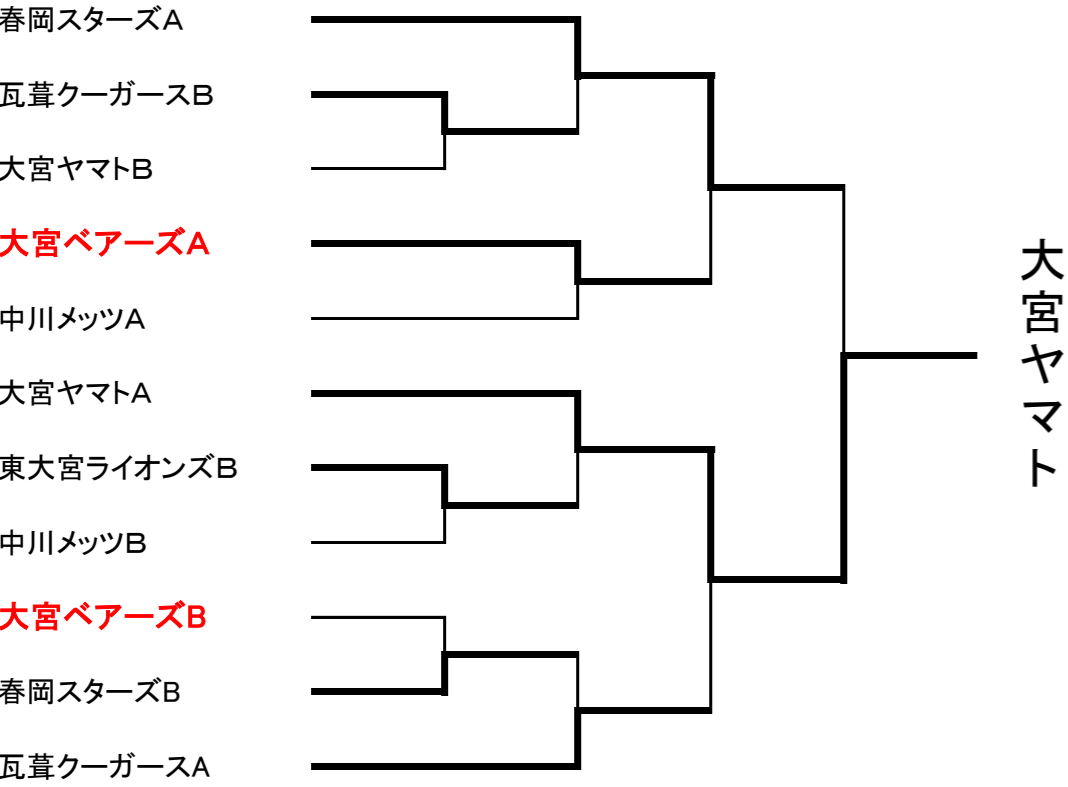 春岡スターズA
瓦葺クーガースB
大宮ヤマトB
大宮ベアーズA
中川メッツA
大宮ヤマトA
東大宮ライオンズB
中川メッツB
大宮ベアーズB
春岡スターズB
瓦葺クーガースA
大宮ヤマト